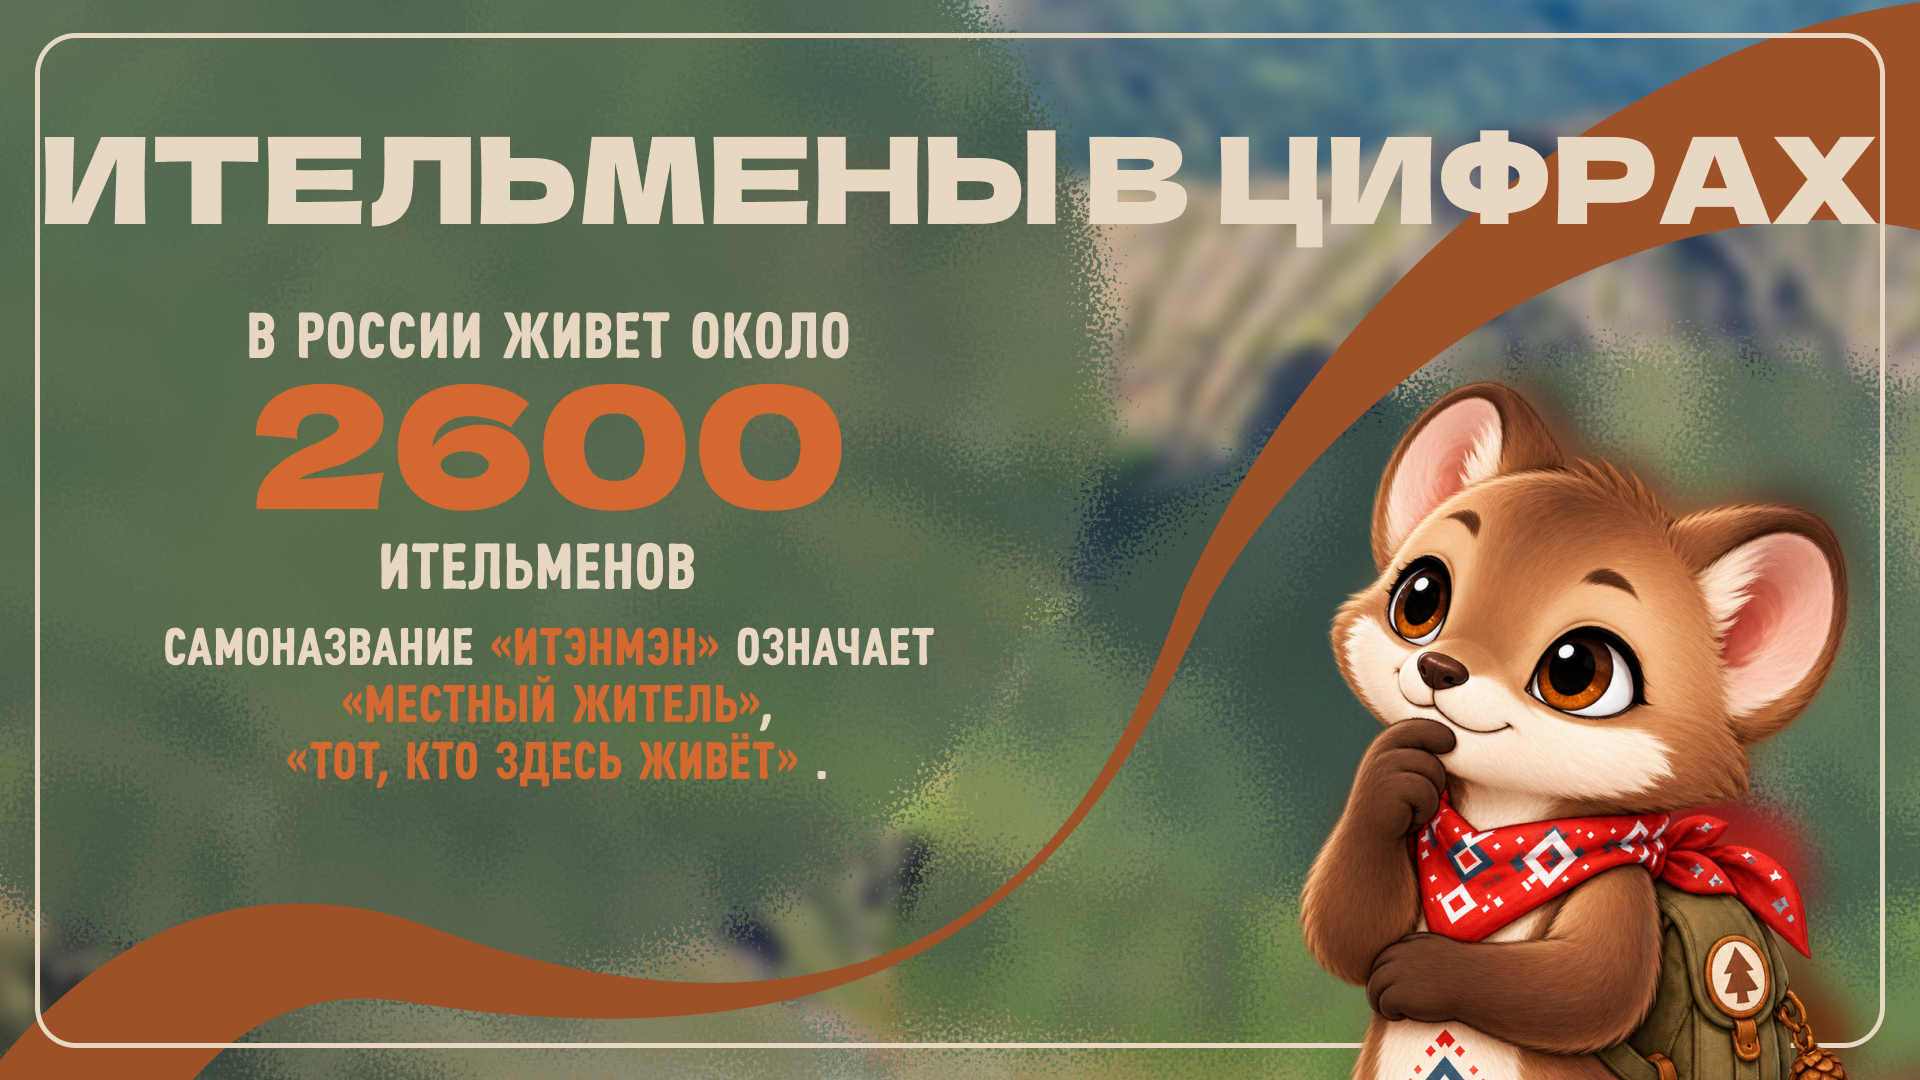 ИТЕЛЬМЕНЫ В ЦИФРАХ
В РОССИИ ЖИВЕТ ОКОЛО
2600
ИТЕЛЬМЕНОВ
САМОНАЗВАНИЕ «ИТЭНМЭН» ОЗНАЧАЕТ
«МЕСТНЫЙ ЖИТЕЛЬ»,
«ТОТ, КТО ЗДЕСЬ ЖИВЁТ» .